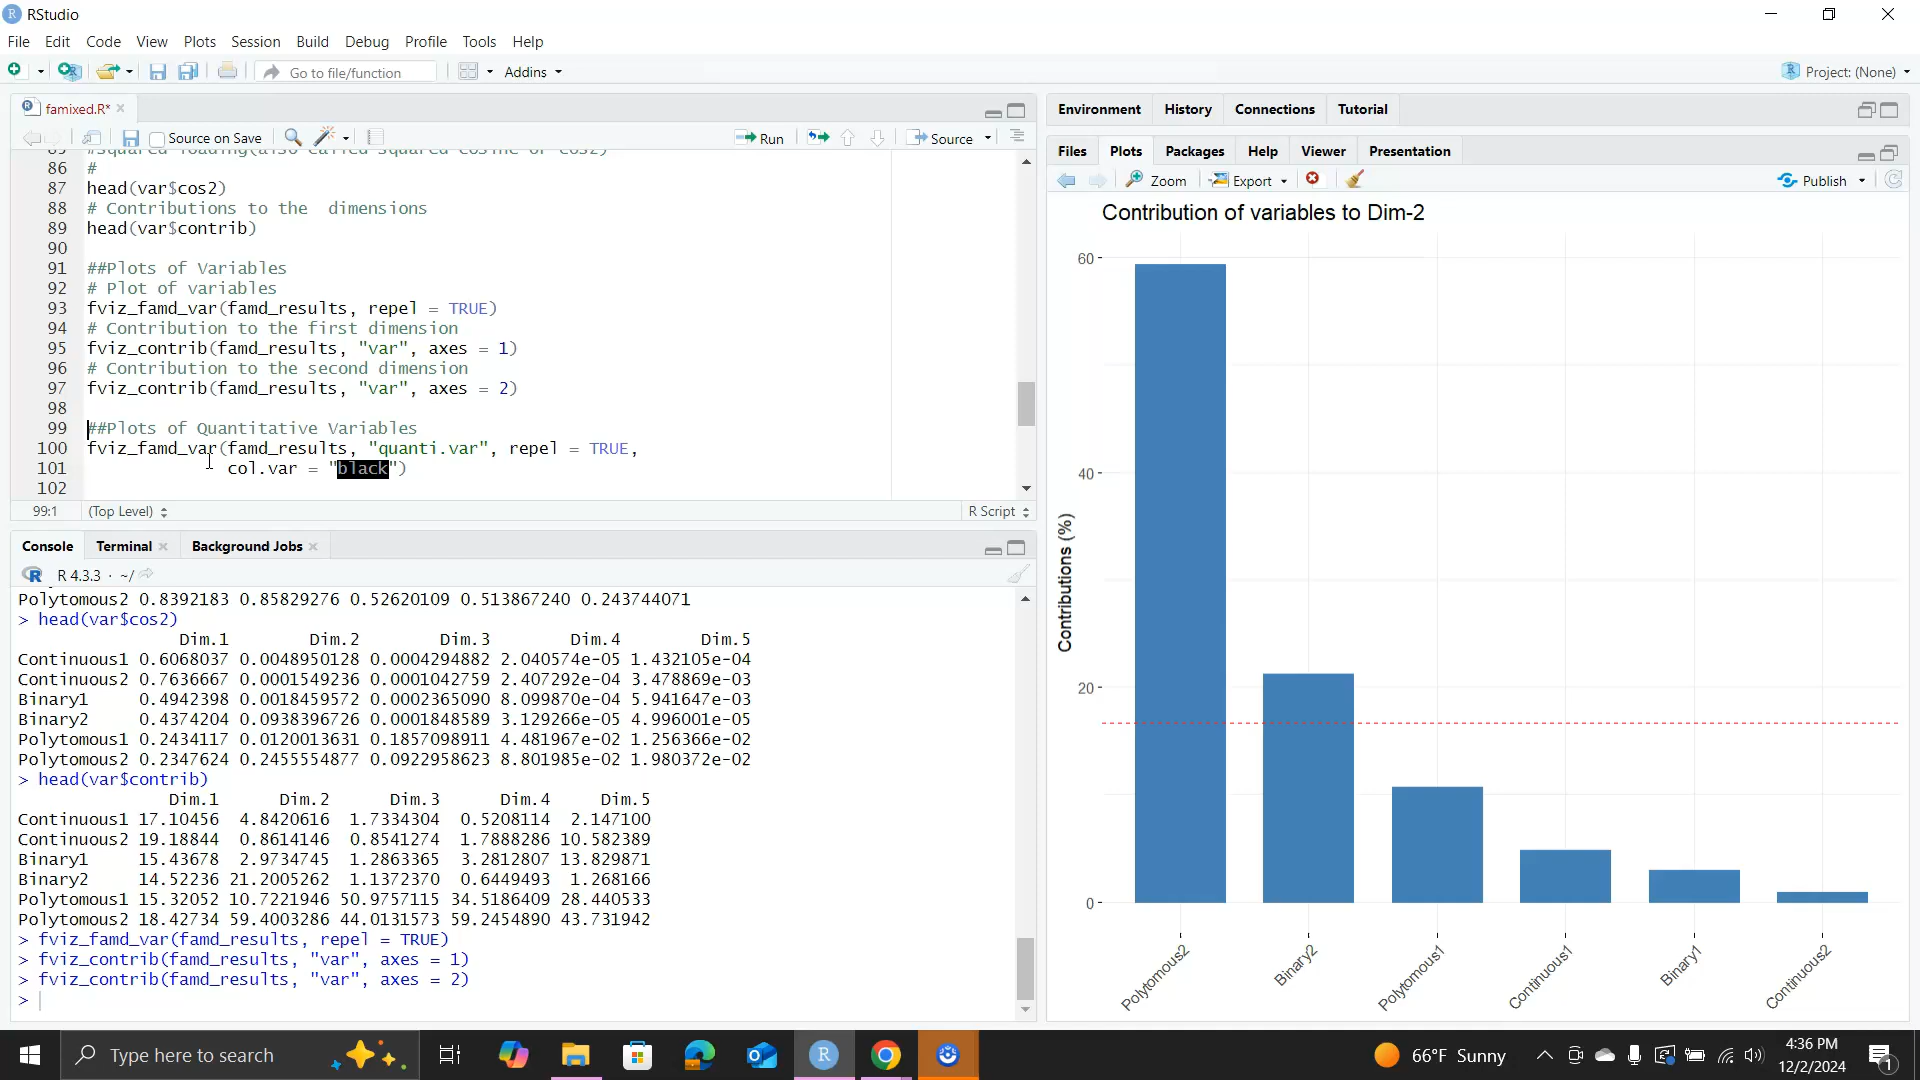 RStudio
File Edit Code View Plots Session Build Debug Profile Tools Help
Go to file/function Addins Project: (None)
famixed.R*
Source on Save Run Source
85 #squared loading(also called squared cosine or cos2)
86 #
87 head(var$cos2)
88 # Contributions to the  dimensions
89 head(var$contrib)
90
91 ##Plots of Variables
92 # Plot of variables
93 fviz_famd_var(famd_results, repel = TRUE)
94 # Contribution to the first dimension
95 fviz_contrib(famd_results, "var", axes = 1)
96 # Contribution to the second dimension
97 fviz_contrib(famd_results, "var", axes = 2)
98
99 ##Plots of Quantitative Variables
100 fviz_famd_var(famd_results, "quanti.var", repel = TRUE,
101 col.var = "black")
102
99:1 (Top Level) R Script
Console Terminal Background Jobs
R 4.3.3 · ~/
Polytomous2 0.8392183 0.85829276 0.52620109 0.513867240 0.243744071
> head(var$cos2)
Dim.1 Dim.2 Dim.3 Dim.4 Dim.5
Continuous1 0.6068037 0.0048950128 0.0004294882 2.040574e-05 1.432105e-04
Continuous2 0.7636667 0.0001549236 0.0001042759 2.407292e-04 3.478869e-03
Binary1 0.4942398 0.0018459572 0.0002365090 8.099870e-04 5.941647e-03
Binary2 0.4374204 0.0938396726 0.0001848589 3.129266e-05 4.996001e-05
Polytomous1 0.2434117 0.0120013631 0.1857098911 4.481967e-02 1.256366e-02
Polytomous2 0.2347624 0.2455554877 0.0922958623 8.801985e-02 1.980372e-02
> head(var$contrib)
Dim.1 Dim.2 Dim.3 Dim.4 Dim.5
Continuous1 17.10456 4.8420616 1.7334304 0.5208114 2.147100
Continuous2 19.18844 0.8614146 0.8541274 1.7888286 10.582389
Binary1 15.43678 2.9734745 1.2863365 3.2812807 13.829871
Binary2 14.52236 21.2005262 1.1372370 0.6449493 1.268166
Polytomous1 15.32052 10.7221946 50.9757115 34.5186409 28.440533
Polytomous2 18.42734 59.4003286 44.0131573 59.2454890 43.731942
> fviz_famd_var(famd_results, repel = TRUE)
> fviz_contrib(famd_results, "var", axes = 1)
> fviz_contrib(famd_results, "var", axes = 2)
>
Environment History Connections Tutorial
Files Plots Packages Help Viewer Presentation
Zoom Export Publish
Contribution of variables to Dim-2
60
40
20
0
Contributions (%)
Polytomous2
Binary2
Polytomous1
Continuous1
Binary1
Continuous2
Type here to search
66°F Sunny
4:36 PM
12/2/2024
1